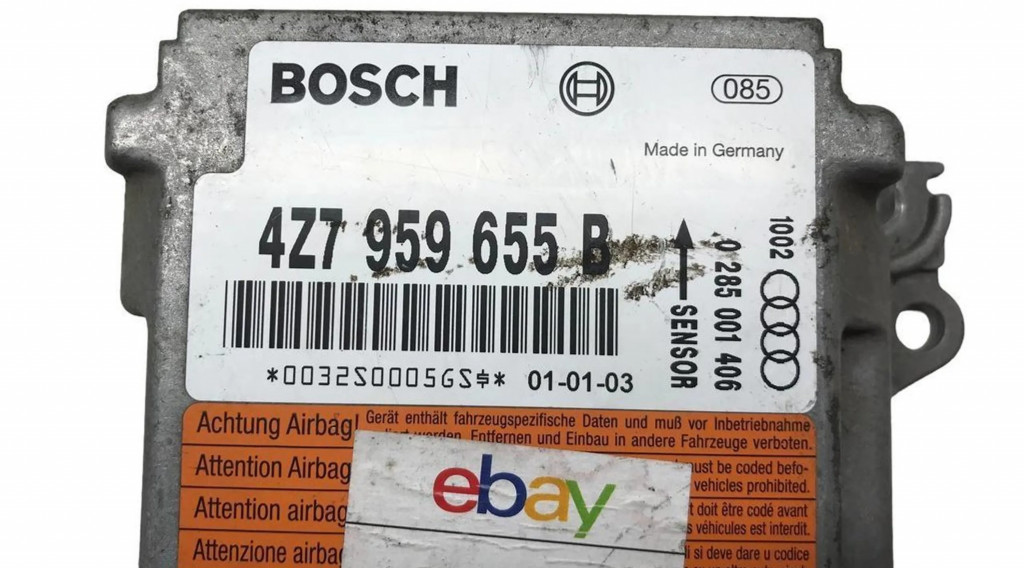 BOSCH
085
Made in Germany
4Z7 959 655 B
SENSOR
0 285 001 406
1002
*0032S0005GS$* 01-01-03
Achtung Airbag! Gerät enthält fahrzeugspezifische Daten und muß vor Inbetriebnahme
werden. Entfernen und Einbau in andere Fahrzeuge verboten.
Attention Airbag must be coded befo-
vehicles prohibited.
Attention airbag doit être codé avant
véhicules est interdit.
Attenzione airbag si deve dare u codice
ebay